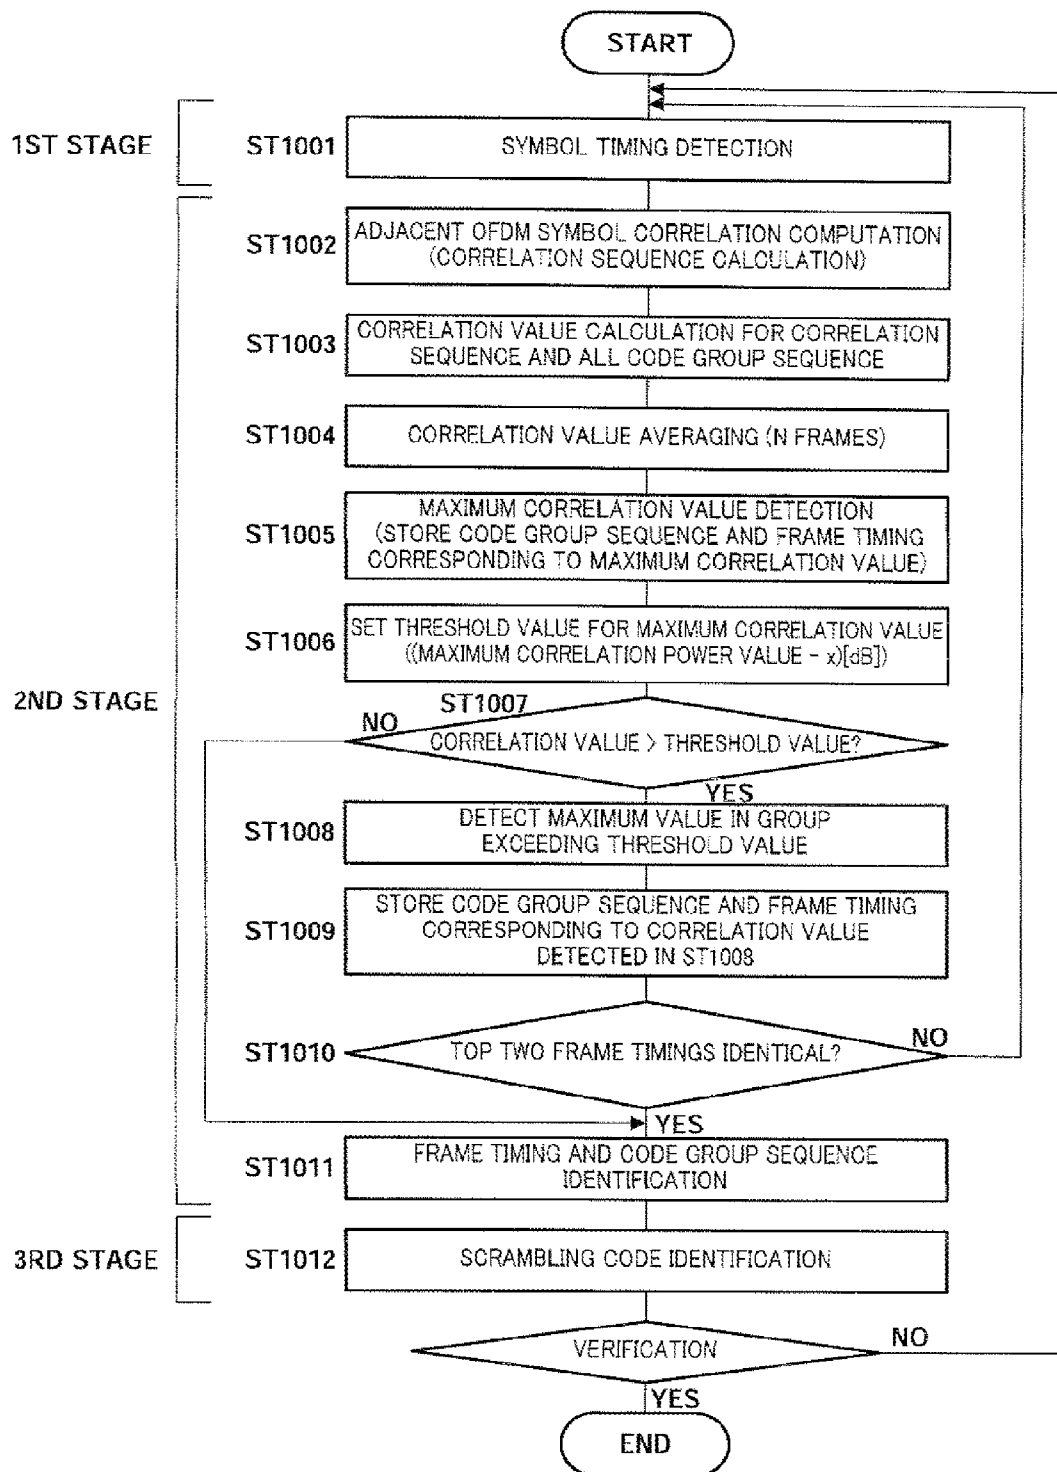 START
1ST STAGE
ST1001
SYMBOL TIMING DETECTION
ST1002
ADJACENT OFDM SYMBOL CORRELATION COMPUTATION
(CORRELATION SEQUENCE CALCULATION)
ST1003
CORRELATION VALUE CALCULATION FOR CORRELATION
SEQUENCE AND ALL CODE GROUP SEQUENCE
ST1004
CORRELATION VALUE AVERAGING (N FRAMES)
ST1005
MAXIMUM CORRELATION VALUE DETECTION
(STORE CODE GROUP SEQUENCE AND FRAME TIMING
CORRESPONDING TO MAXIMUM CORRELATION VALUE)
ST1006
SET THRESHOLD VALUE FOR MAXIMUM CORRELATION VALUE
((MAXIMUM CORRELATION POWER VALUE - x)[dB])
2ND STAGE
ST1007
NO
CORRELATION VALUE > THRESHOLD VALUE?
YES
ST1008
DETECT MAXIMUM VALUE IN GROUP
EXCEEDING THRESHOLD VALUE
ST1009
STORE CODE GROUP SEQUENCE AND FRAME TIMING
CORRESPONDING TO CORRELATION VALUE
DETECTED IN ST1008
ST1010
TOP TWO FRAME TIMINGS IDENTICAL?
NO
YES
ST1011
FRAME TIMING AND CODE GROUP SEQUENCE
IDENTIFICATION
3RD STAGE
ST1012
SCRAMBLING CODE IDENTIFICATION
VERIFICATION
NO
YES
END